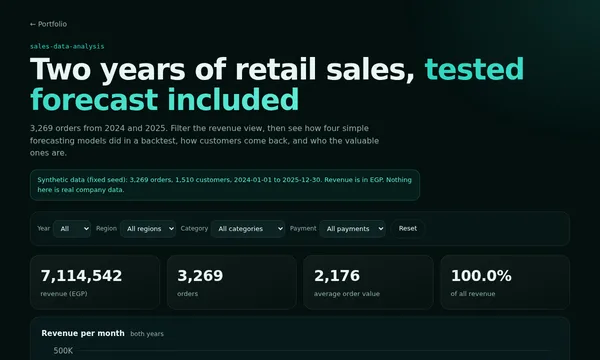 ← Portfolio
sales-data-analysis
Two years of retail sales, tested
forecast included
3,269 orders from 2024 and 2025. Filter the revenue view, then see how four simple
forecasting models did in a backtest, how customers come back, and who the valuable
ones are.
Synthetic data (fixed seed): 3,269 orders, 1,510 customers, 2024-01-01 to 2025-12-30. Revenue is in EGP. Nothing
here is real company data.
Year All Region All regions Category All categories Payment All payments Reset
7,114,542 3,269 2,176 100.0%
revenue (EGP) orders average order value of all revenue
Revenue per month both years
500K